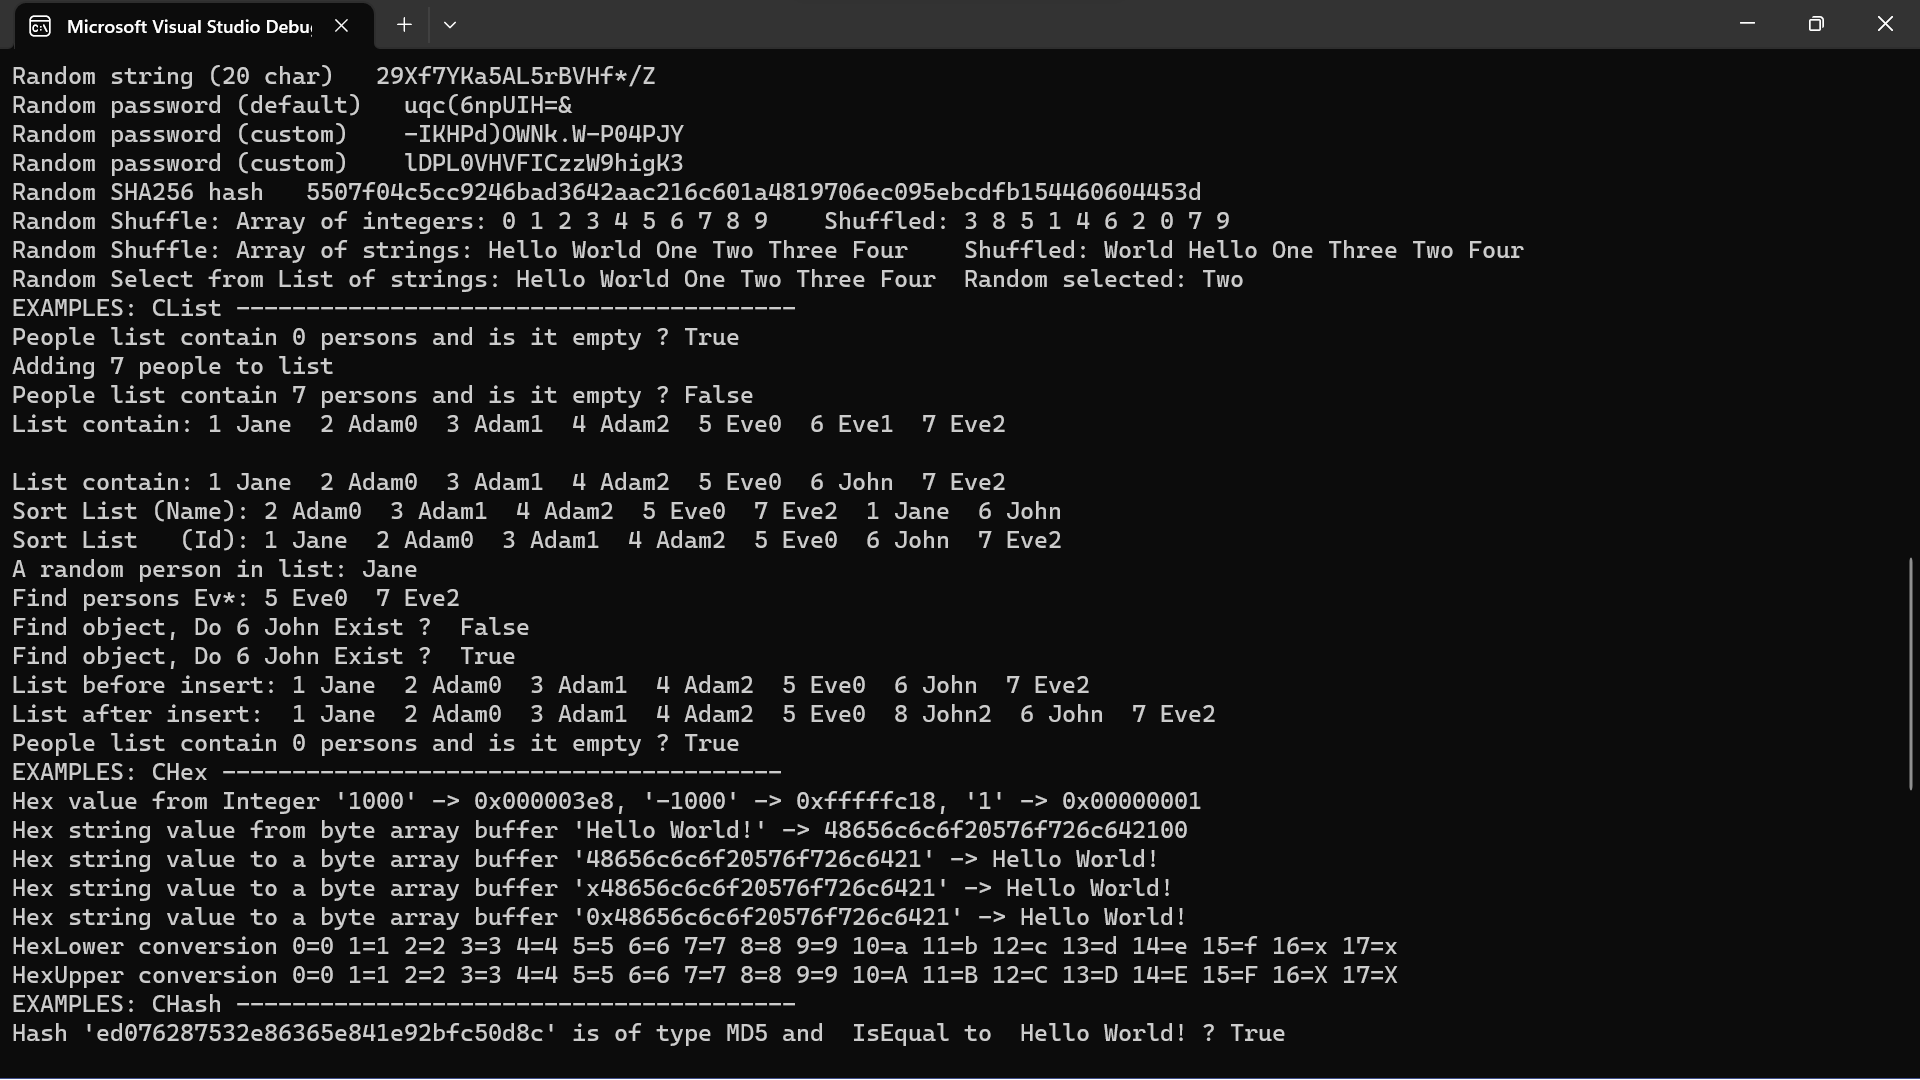 Microsoft Visual Studio Debu
Random string (20 char)   29Xf7YKa5AL5rBVHf*/Z
Random password (default)   uqc(6npUIH=&
Random password (custom)    -IKHPd)OWNk.W-P04PJY
Random password (custom)    lDPL0VHVFICzzW9higK3
Random SHA256 hash   5507f04c5cc9246bad3642aac216c601a4819706ec095ebcdfb154460604453d
Random Shuffle: Array of integers: 0 1 2 3 4 5 6 7 8 9    Shuffled: 3 8 5 1 4 6 2 0 7 9
Random Shuffle: Array of strings: Hello World One Two Three Four    Shuffled: World Hello One Three Two Four
Random Select from List of strings: Hello World One Two Three Four  Random selected: Two
EXAMPLES: CList ----------------------------------------
People list contain 0 persons and is it empty ? True
Adding 7 people to list
People list contain 7 persons and is it empty ? False
List contain: 1 Jane  2 Adam0  3 Adam1  4 Adam2  5 Eve0  6 Eve1  7 Eve2
List contain: 1 Jane  2 Adam0  3 Adam1  4 Adam2  5 Eve0  6 John  7 Eve2
Sort List (Name): 2 Adam0  3 Adam1  4 Adam2  5 Eve0  7 Eve2  1 Jane  6 John
Sort List   (Id): 1 Jane  2 Adam0  3 Adam1  4 Adam2  5 Eve0  6 John  7 Eve2
A random person in list: Jane
Find persons Ev*: 5 Eve0  7 Eve2
Find object, Do 6 John Exist ?  False
Find object, Do 6 John Exist ?  True
List before insert: 1 Jane  2 Adam0  3 Adam1  4 Adam2  5 Eve0  6 John  7 Eve2
List after insert:  1 Jane  2 Adam0  3 Adam1  4 Adam2  5 Eve0  8 John2  6 John  7 Eve2
People list contain 0 persons and is it empty ? True
EXAMPLES: CHex ----------------------------------------
Hex value from Integer '1000' -> 0x000003e8, '-1000' -> 0xfffffc18, '1' -> 0x00000001
Hex string value from byte array buffer 'Hello World!' -> 48656c6c6f20576f726c642100
Hex string value to a byte array buffer '48656c6c6f20576f726c6421' -> Hello World!
Hex string value to a byte array buffer 'x48656c6c6f20576f726c6421' -> Hello World!
Hex string value to a byte array buffer '0x48656c6c6f20576f726c6421' -> Hello World!
HexLower conversion 0=0 1=1 2=2 3=3 4=4 5=5 6=6 7=7 8=8 9=9 10=a 11=b 12=c 13=d 14=e 15=f 16=x 17=x
HexUpper conversion 0=0 1=1 2=2 3=3 4=4 5=5 6=6 7=7 8=8 9=9 10=A 11=B 12=C 13=D 14=E 15=F 16=X 17=X
EXAMPLES: CHash ----------------------------------------
Hash 'ed076287532e86365e841e92bfc50d8c' is of type MD5 and  IsEqual to  Hello World! ? True